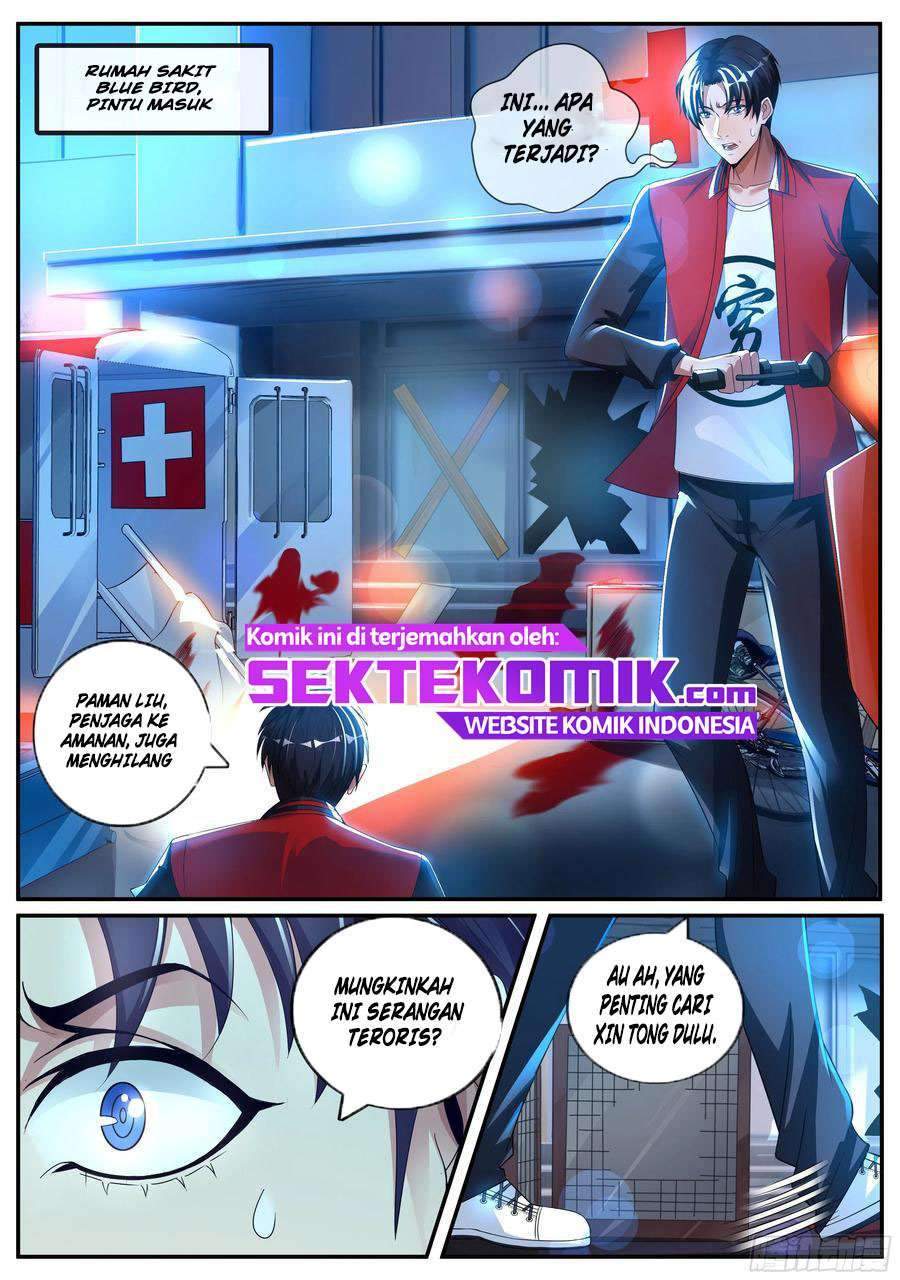 RUMAH SAKIT
BLUE BIRD,
PINTU MASUK
INI... APA
YANG
TERJADI?
穷
Komik ini di terjemahkan oleh:
SEKTEKOMIK.com
WEBSITE KOMIK INDONESIA
PAMAN LIU,
PENJAGA KE
AMANAN, JUGA
MENGHILANG
MUNGKINKAH
INI SERANGAN
TERORIS?
AU AH, YANG
PENTING CARI
XIN TONG DULU.